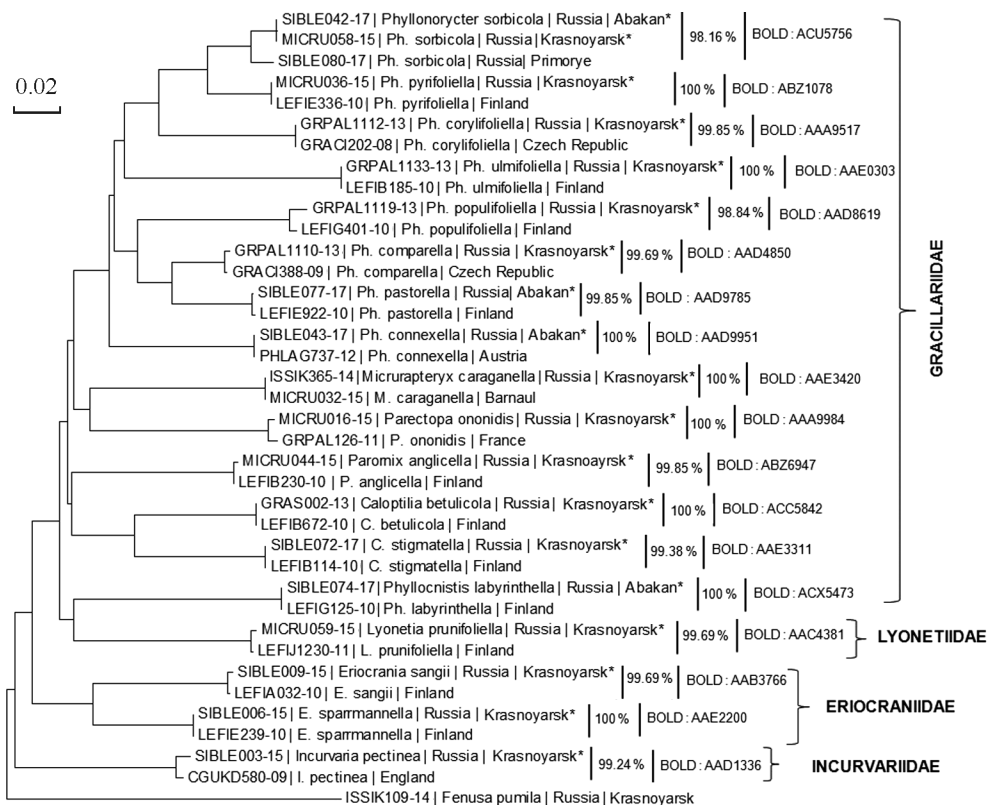 SIBLE042-17| Phyllonorycter sorbicola | Russia | Abakan*
MICRU058-15| Ph. sorbicola | Russia|Krasnoyarsk*
98.16 %
BOLD : ACU5756
SIBLE080-17| Ph. sorbicola | Russia| Primorye
0.02
MICRU036-15| Ph. pyrifoliella | Russia | Krasnoyarsk*
LEFIE336-10| Ph. pyrifoliella | Finland
100 %
BOLD : ABZ1078
GRPAL1112-13| Ph. corylifoliella | Russia | Krasnoyarsk*
GRACI202-08| Ph. corylifoliella | Czech Republic
99.85 %
BOLD : AAA9517
GRPAL1133-13| Ph. ulmifoliella | Russia | Krasnoyarsk*
LEFIB185-10| Ph. ulmifoliella | Finland
100 %
BOLD : AAE0303
GRPAL1119-13| Ph. populifoliella | Russia | Krasnoyarsk*
LEFIG401-10| Ph. populifoliella | Finland
98.84 %
BOLD : AAD8619
GRPAL1110-13| Ph. comparella | Russia | Krasnoyarsk*
GRACI388-09| Ph. comparella | Czech Republic
99.69 %
BOLD : AAD4850
SIBLE077-17| Ph. pastorella | Russia| Abakan*
LEFIE922-10| Ph. pastorella | Finland
99.85 %
BOLD : AAD9785
SIBLE043-17| Ph. connexella | Russia | Abakan*
PHLAG737-12| Ph. connexella | Austria
100 %
BOLD : AAD9951
ISSIK365-14|Micrurapteryx caraganella|Russia | Krasnoyarsk*
MICRU032-15| M. caraganella | Barnaul
100 %
BOLD : AAE3420
MICRU016-15| Parectopa ononidis| Russia | Krasnoyarsk*
GRPAL126-11| P. ononidis | France
100 %
BOLD : AAA9984
MICRU044-15| Paromix anglicella | Russia | Krasnoayrsk*
LEFIB230-10| P. anglicella | Finland
99.85 %
BOLD : ABZ6947
GRAS002-13| Caloptilia betulicola | Russia | Krasnoyarsk*
LEFIB672-10| C. betulicola | Finland
100 %
BOLD : ACC5842
SIBLE072-17| C. stigmatella | Russia | Krasnoyarsk*
LEFIB114-10| C. stigmatella | Finland
99.38 %
BOLD : AAE3311
SIBLE074-17| Phyllocnistis labyrinthella | Russia | Abakan*
LEFIG125-10| Ph. labyrinthella | Finland
100 %
BOLD : ACX5473
GRACILLARIIDAE
MICRU059-15| Lyonetia prunifoliella | Russia | Krasnoyarsk*
LEFIJ1230-11| L. prunifoliella | Finland
99.69 %
BOLD : AAC4381
LYONETIIDAE
SIBLE009-15| Eriocrania sangii | Russia | Krasnoyarsk*
LEFIA032-10| E. sangii | Finland
99.69 %
BOLD : AAB3766
SIBLE006-15| E. sparrmannella | Russia | Krasnoyarsk*
LEFIE239-10| E. sparrmannella | Finland
100 %
BOLD : AAE2200
ERIOCRANIIDAE
SIBLE003-15| Incurvaria pectinea | Russia | Krasnoyarsk*
CGUKD580-09| I. pectinea | England
99.24 %
BOLD : AAD1336
INCURVARIIDAE
ISSIK109-14 | Fenusa pumila | Russia | Krasnoyarsk